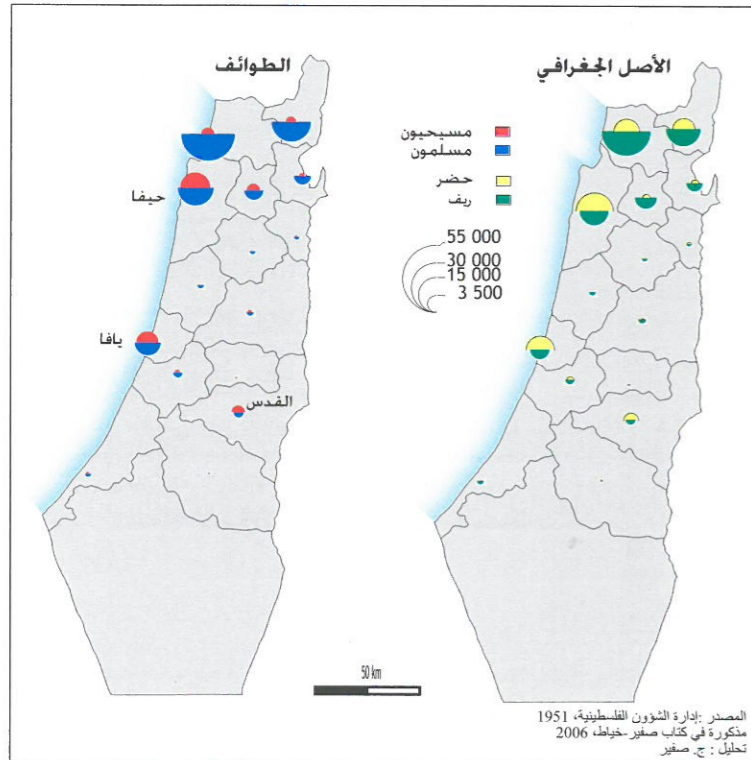 الأصل الجغرافي
الطوائف
مسيحيون
مسلمون
حضر
ريف
55 000
30 000
15 000
3 500
حيفا
يافا
القدس
50 km
المصدر :إدارة الشؤون الفلسطينية، 1951
مذكورة في كتاب صفير-خياط، 2006
تحليل : ج. صفير